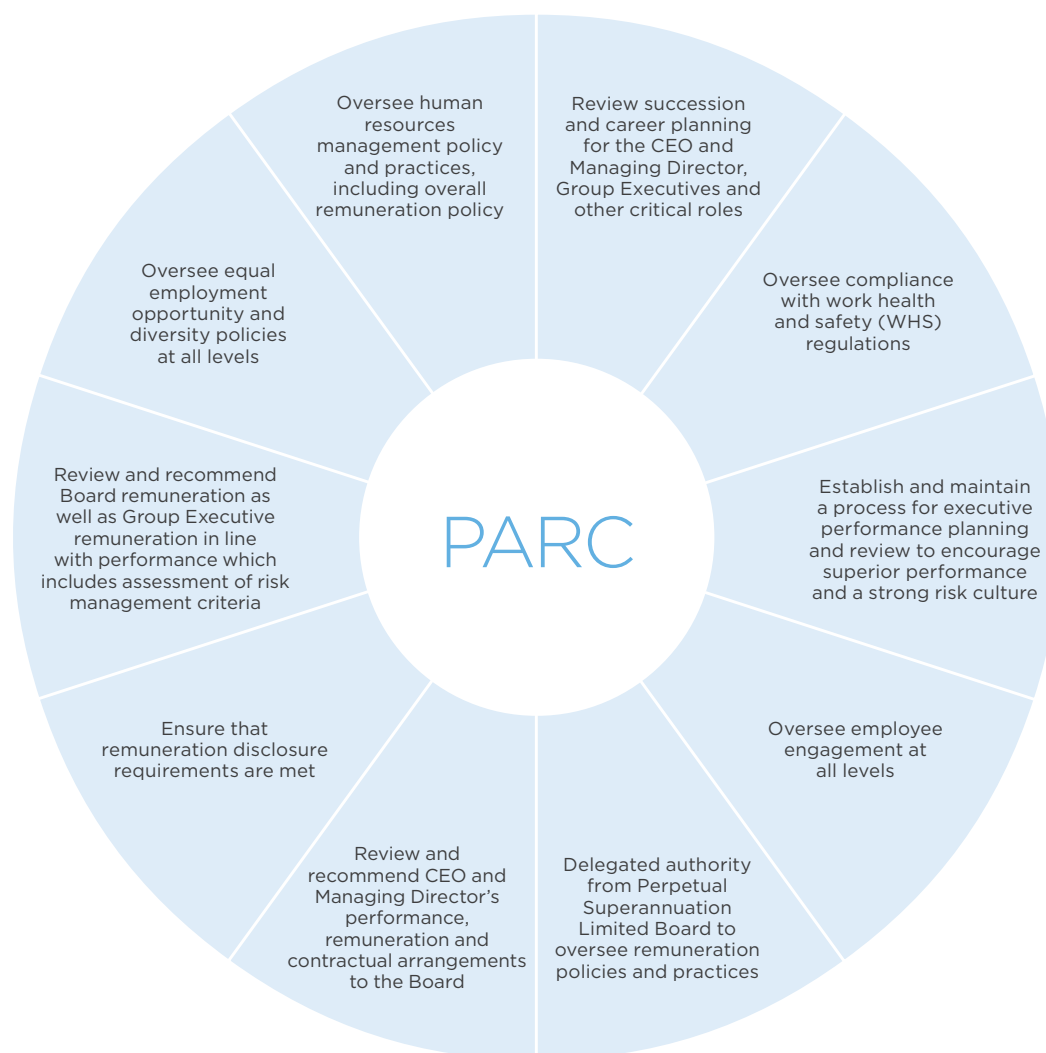 Oversee human
resources
management policy
and practices,
including overall
remuneration policy
Review succession
and career planning
for the CEO and
Managing Director,
Group Executives and
other critical roles
Oversee compliance
with work health
and safety (WHS)
regulations
Establish and maintain
a process for executive
performance planning
and review to encourage
superior performance
and a strong risk culture
Oversee employee
engagement at
all levels
Delegated authority
from Perpetual
Superannuation
Limited Board to
oversee remuneration
policies and practices
Review and
recommend CEO and
Managing Director’s
performance,
remuneration and
contractual arrangements
to the Board
Ensure that
remuneration disclosure
requirements are met
Review and recommend
Board remuneration as
well as Group Executive
remuneration in line
with performance which
includes assessment of risk
management criteria
Oversee equal
employment
opportunity and
diversity policies
at all levels
PARC